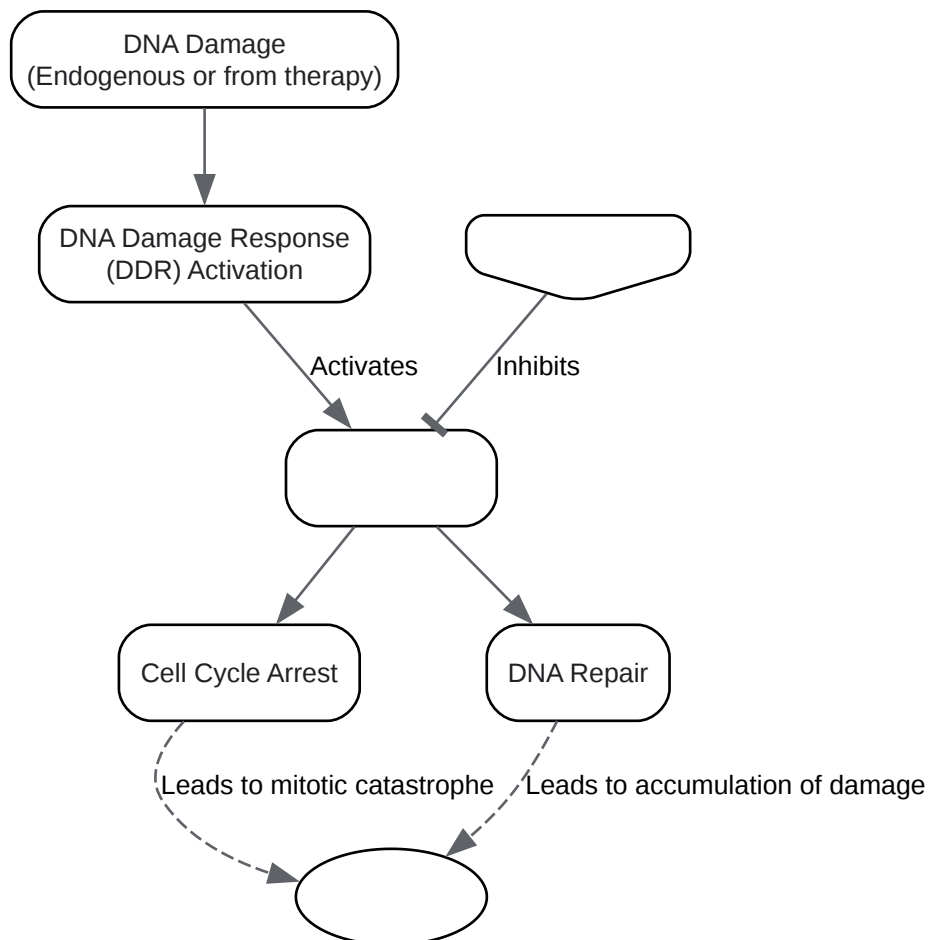 DNA Damage
(Endogenous or from therapy)
DNA Damage Response
(DDR) Activation
Activates
Inhibits
Cell Cycle Arrest
DNA Repair
Leads to mitotic catastrophe
Leads to accumulation of damage